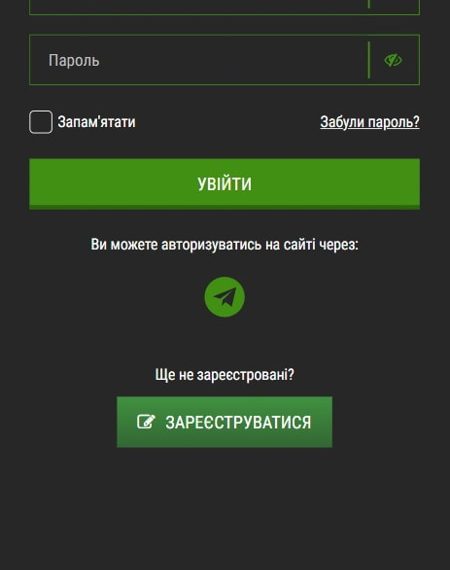 Пароль
Запам'ятати
Забули пароль?
УВІЙТИ
Ви можете авторизуватись на сайті через:
Ще не зареєстровані?
ЗАРЕЄСТРУВАТИСЯ